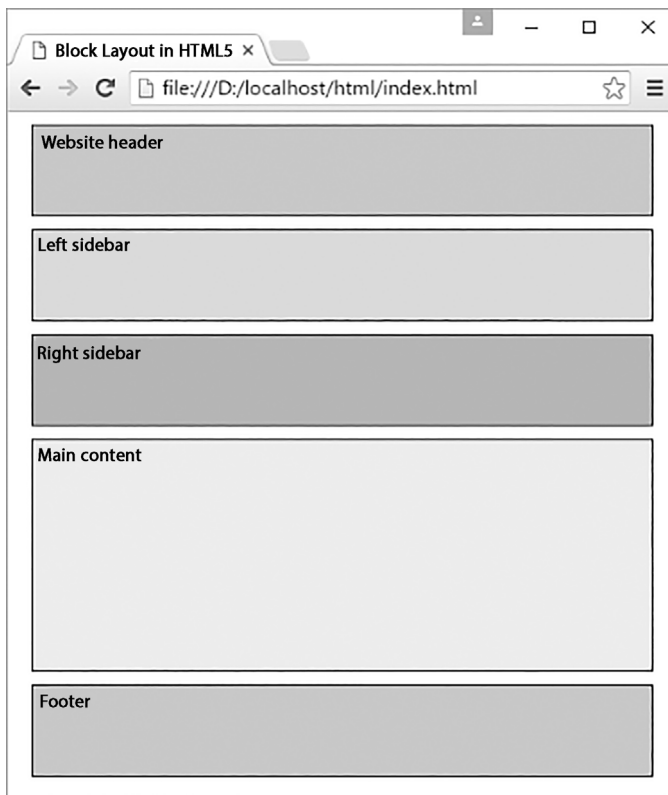 Block Layout in HTML5
file:///D:/localhost/html/index.html
Website header
Left sidebar
Right sidebar
Main content
Footer